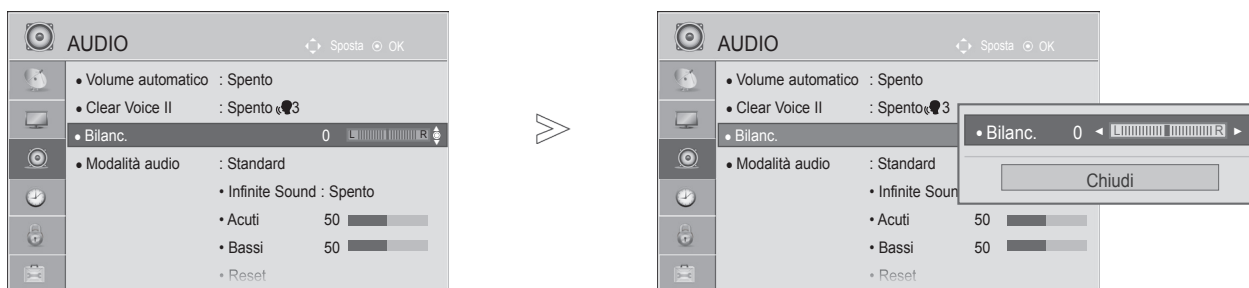 AUDIO
Sposta OK
• Volume automatico : Spento
• Clear Voice II : Spento 3
• Bilanc. 0 L R
• Modalità audio : Standard
• Infinite Sound : Spento
• Acuti 50
• Bassi 50
• Reset
AUDIO
Sposta OK
• Volume automatico : Spento
• Clear Voice II : Spento 3
• Bilanc.
• Modalità audio : Standard
• Infinite Soun
• Acuti 50
• Bassi 50
• Reset
• Bilanc. 0 ◄ L R ►
Chiudi